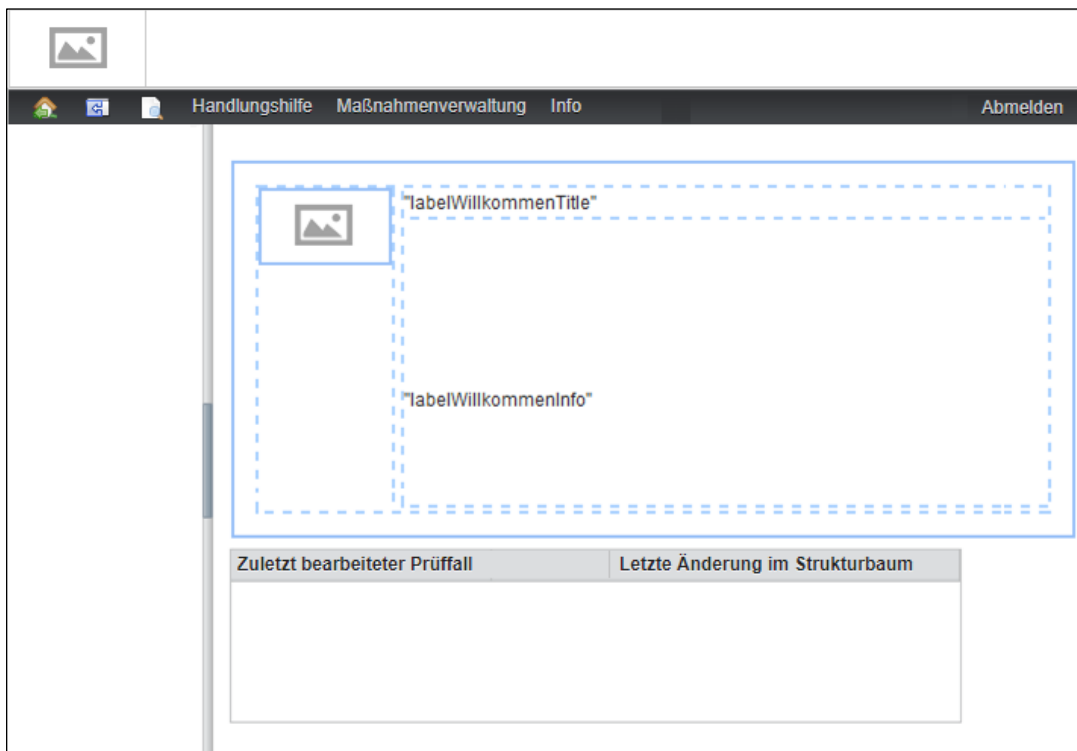 Handlungshilfe Maßnahmenverwaltung Info Abmelden
"labelWillkommenTitle"
"labelWillkommenInfo"
Zuletzt bearbeiteter Prüffall Letzte Änderung im Strukturbaum